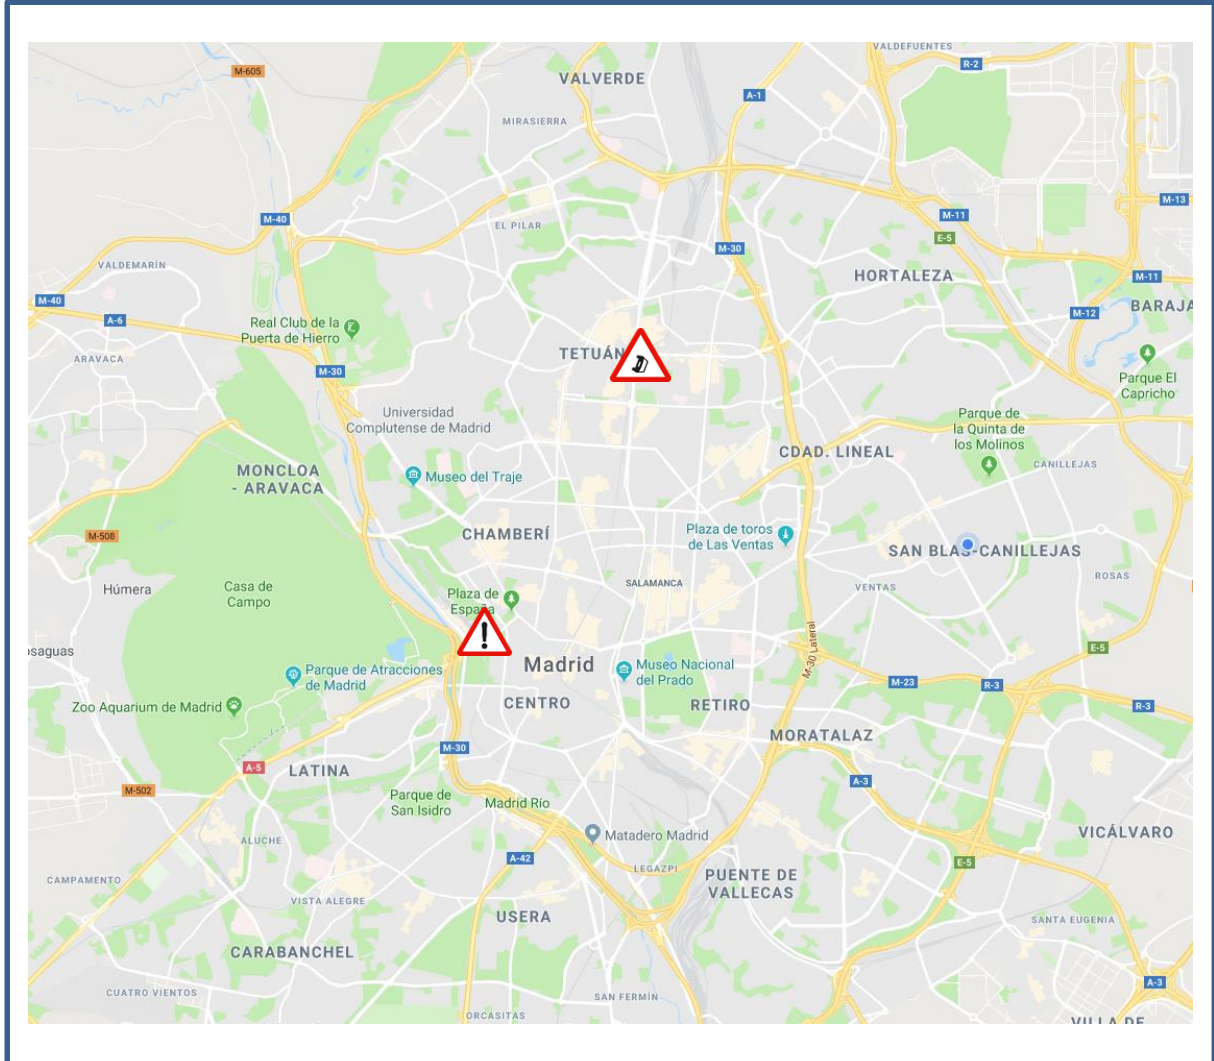 VALDEFUENTES
R-2
M-605
VALVERDE
A-1
MIRASIERRA
M-13
M-40
M-11
EL PILAR
E-5
M-30
VALDEMARÍN
HORTALEZA
M-11
M-40
BARAJA
M-12
A-6
Real Club de la
Puerta de Hierro
TETUÁN
ARAVACA
M-30
Parque El
Capricho
Universidad
Complutense de Madrid
Parque de
la Quinta de
los Molinos
CDAD. LINEAL
CANILLEJAS
MONCLOA
- ARAVACA
Museo del Traje
M-508
CHAMBERÍ
Plaza de toros
de Las Ventas
SAN BLAS-CANILLEJAS
ROSAS
Húmera
Casa de
Campo
SALAMANCA
VENTAS
Plaza de
España
!
osaguas
M-30 Lateral
E-5
Madrid
Parque de Atracciones
de Madrid
Museo Nacional
del Prado
M-23
R-3
Zoo Aquarium de Madrid
CENTRO
RETIRO
R-3
MORATALAZ
M-30
A-5
LATINA
A-3
M-502
Parque de
San Isidro
Madrid Río
Matadero Madrid
VICÁLVARO
ALUCHE
A-42
E-5
LEGAZPI
CAMPAMENTO
PUENTE DE
VALLECAS
VISTA ALEGRE
USERA
SANTA EUGENIA
CARABANCHEL
A-3
CUATRO VIENTOS
SAN FERMÍN
ORCASITAS
VILLA DE